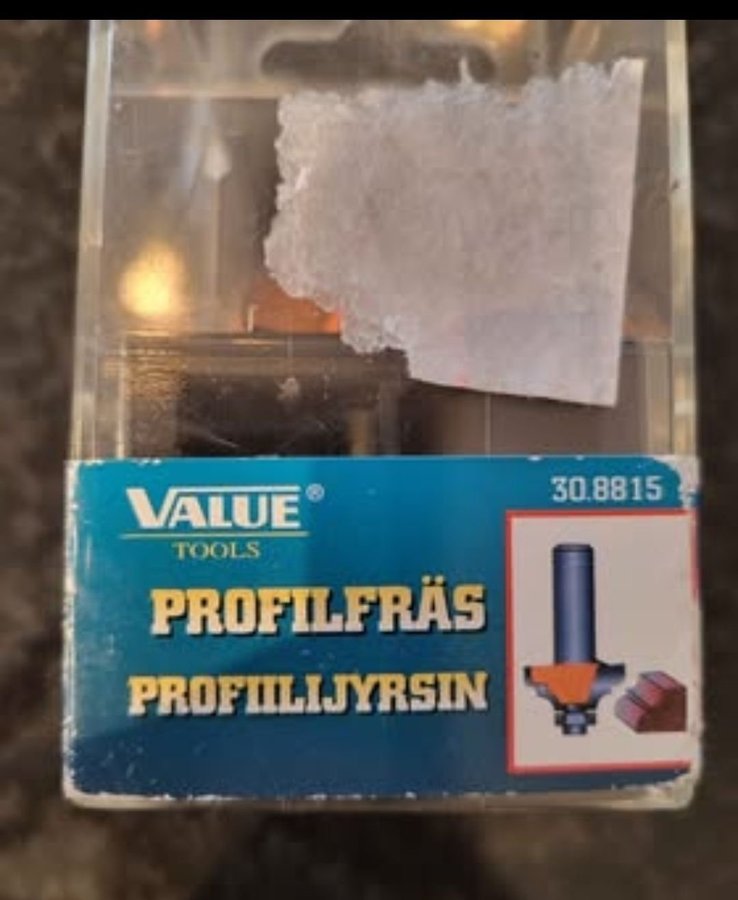 VALUE®
TOOLS
30.8815
PROFILFRÄS
PROFIILIJYRSIN